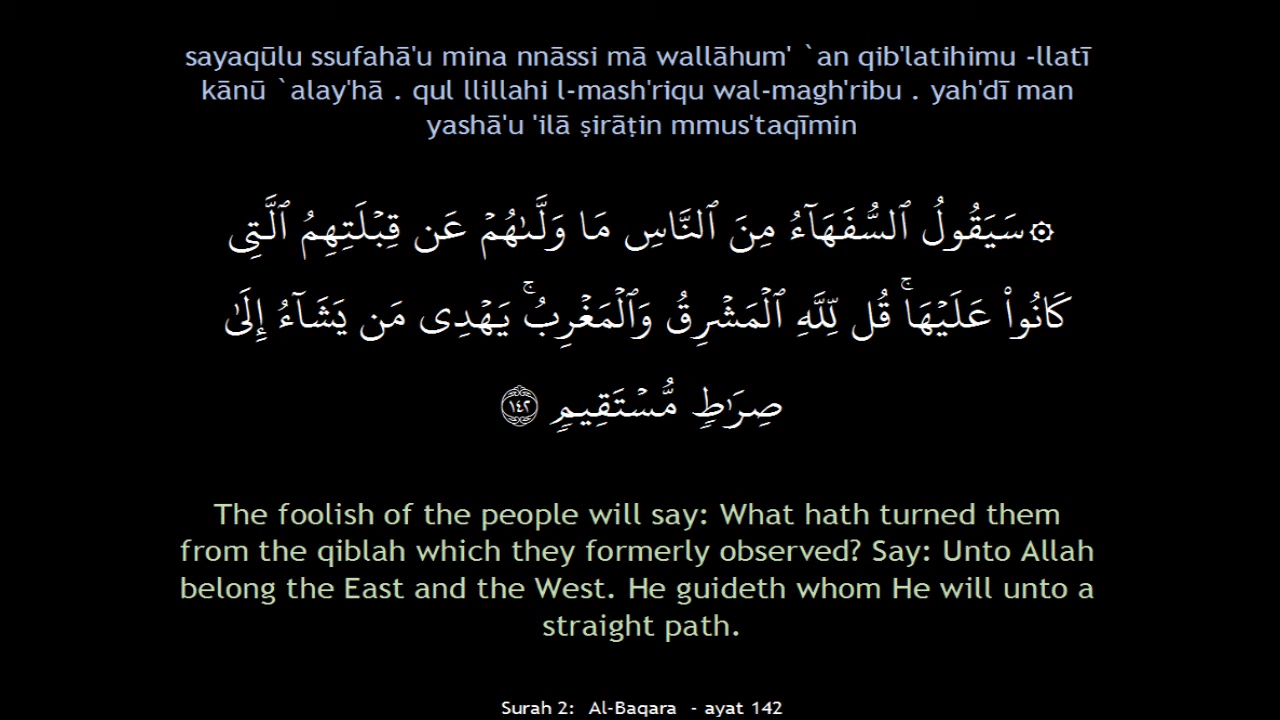 sayaqūlu ssufahā'u mina nnāssi mā wallāhum' `an qib'latihimu -llatī
kānū `alay'hā . qul llillahi l-mash'riqu wal-magh'ribu . yah'dī man
yashā'u 'ilā ṣirāṭin mmus'taqīmin
۞سَيَقُولُ ٱلسُّفَهَآءُ مِنَ ٱلنَّاسِ مَا وَلَّىٰهُمۡ عَن قِبۡلَتِهِمُ ٱلَّتِى
كَانُواْ عَلَيۡهَاۚ قُل لِّلَّهِ ٱلۡمَشۡرِقُ وَٱلۡمَغۡرِبُۚ يَهۡدِى مَن يَشَآءُ إِلَىٰ
صِرَٰطٍ مُّسۡتَقِيمٍ ١٤٢
The foolish of the people will say: What hath turned them
from the qiblah which they formerly observed? Say: Unto Allah
belong the East and the West. He guideth whom He will unto a
straight path.
Surah 2: Al-Baqara - ayat 142